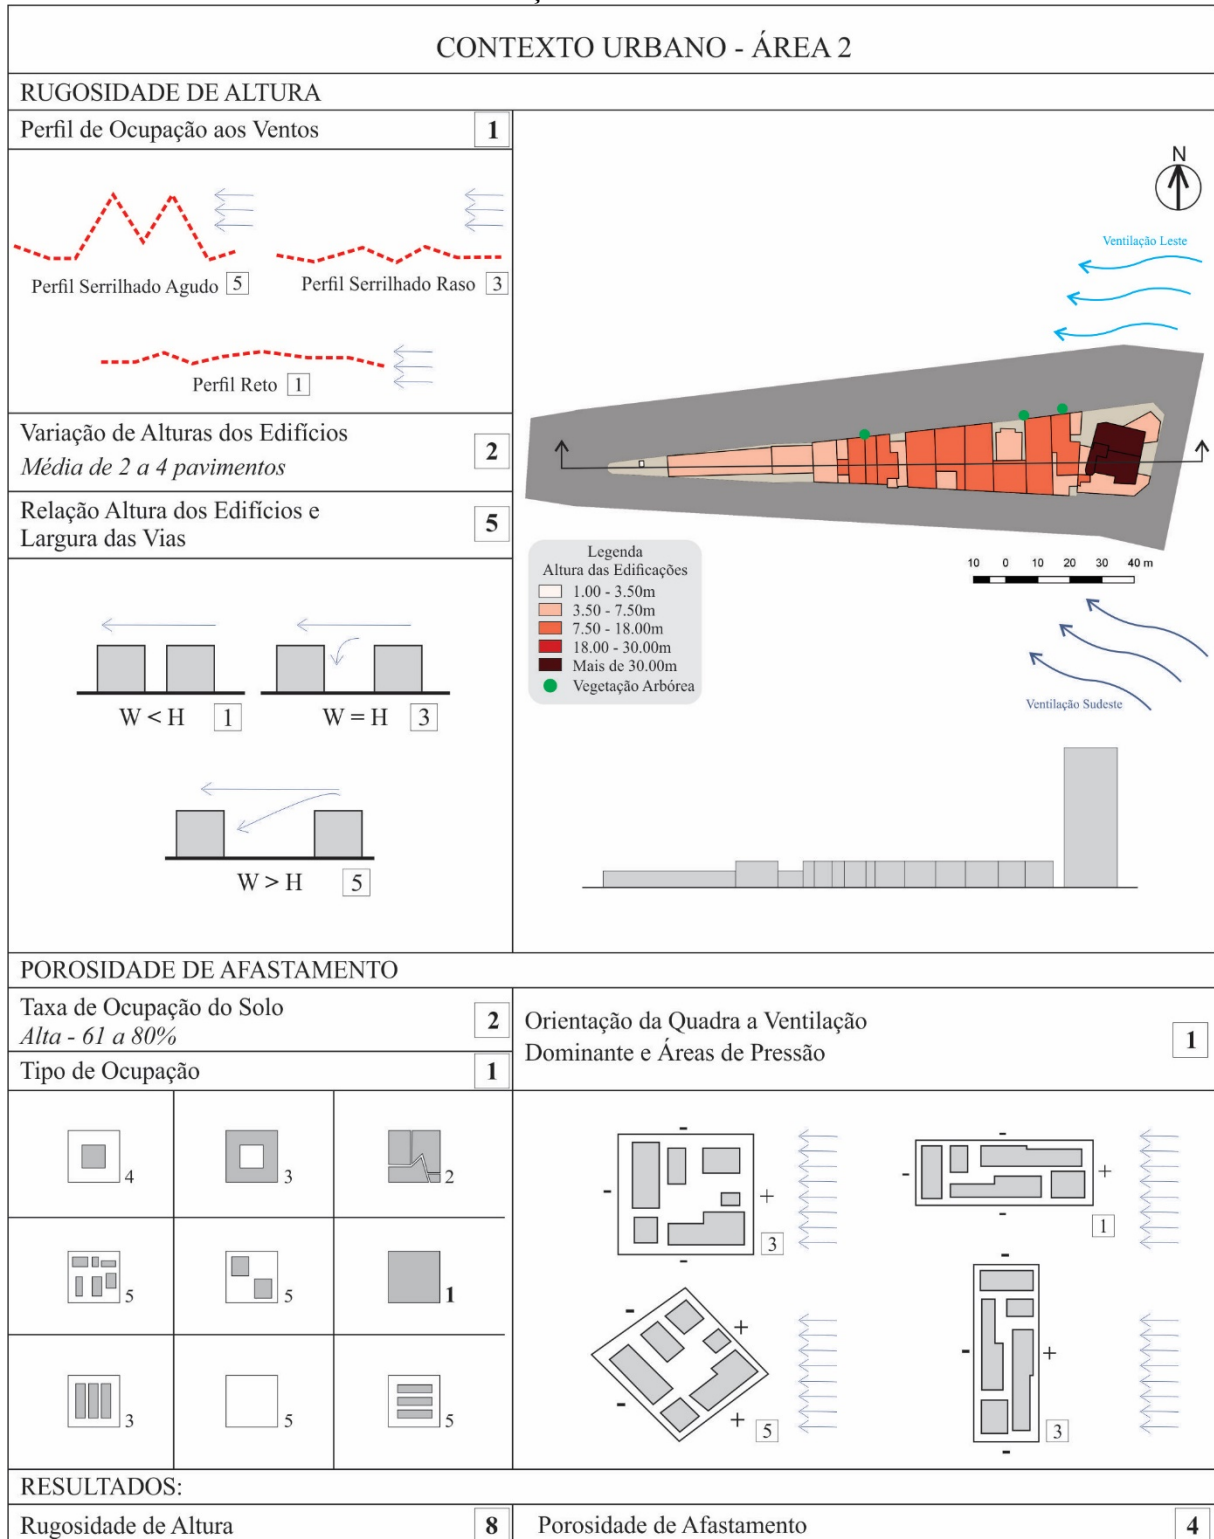 CONTEXTO URBANO - ÁREA 2
RUGOSIDADE DE ALTURA
Perfil de Ocupação aos Ventos 1
Perfil Serrilhado Agudo 5
Perfil Serrilhado Raso 3
Perfil Reto 1
Variação de Alturas dos Edifícios 2
Média de 2 a 4 pavimentos
Relação Altura dos Edifícios e
Largura das Vias 5
W < H 1
W = H 3
W > H 5
N
Ventilação Leste
Legenda
Altura das Edificações
1.00 - 3.50m
3.50 - 7.50m
7.50 - 18.00m
18.00 - 30.00m
Mais de 30.00m
Vegetação Arbórea
10 0 10 20 30 40 m
Ventilação Sudeste
POROSIDADE DE AFASTAMENTO
Taxa de Ocupação do Solo 2
Alta - 61 a 80%
Tipo de Ocupação 1
4 3 2
5 5 1
3 5 5
Orientação da Quadra a Ventilação
Dominante e Áreas de Pressão 1
-
- +
- 3
-
- +
- 1
- +
- + 5
-
- +
- 3
RESULTADOS:
Rugosidade de Altura 8
Porosidade de Afastamento 4